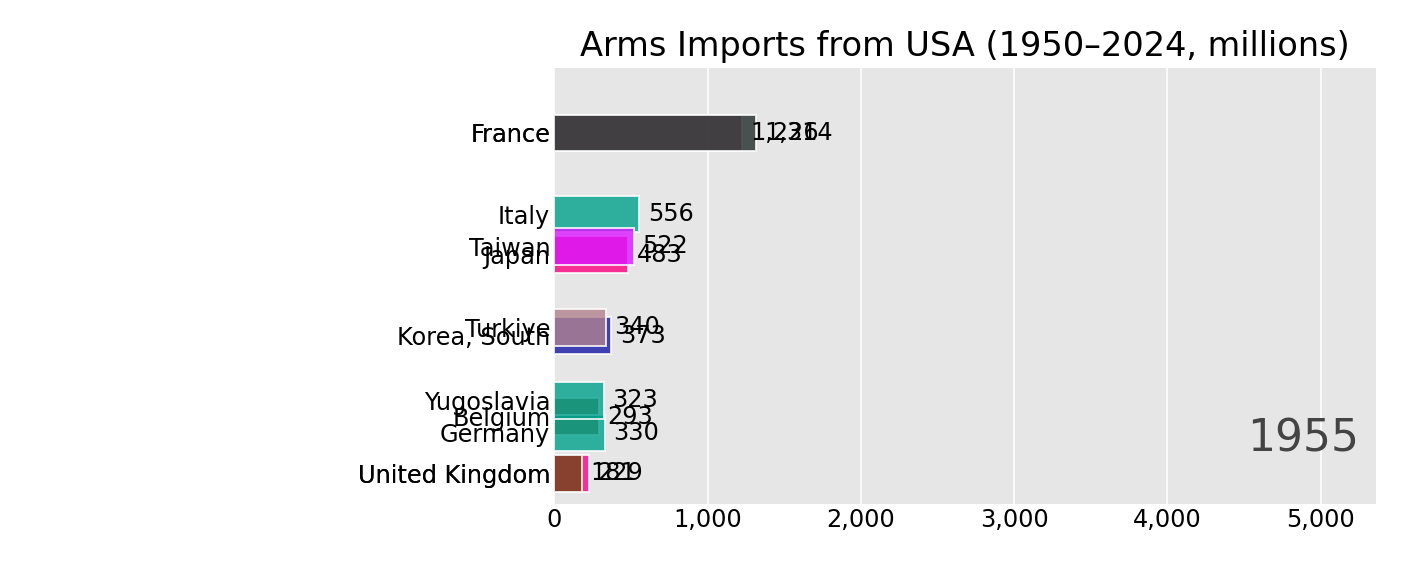 Arms Imports from USA (1950–2024, millions)
France
Italy 556
Taiwan 522
Japan 483
Turkiye 340
Korea, South 373
Yugoslavia 323
Belgium 293
Germany 330
1955
United Kingdom 181 229
0 1,000 2,000 3,000 4,000 5,000